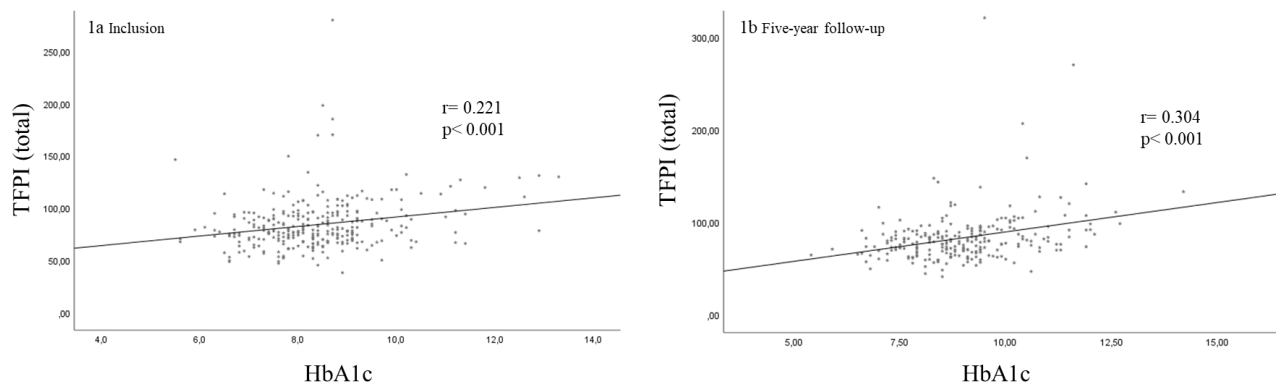 1a Inclusion
r= 0.221
p< 0.001
TFPI (total)
250,00
200,00
150,00
100,00
50,00
,00
4,0 6,0 8,0 10,0 12,0 14,0
HbA1c
1b Five-year follow-up
r= 0.304
p< 0.001
TFPI (total)
300,00
200,00
100,00
,00
5,00 7,50 10,00 12,50 15,00
HbA1c